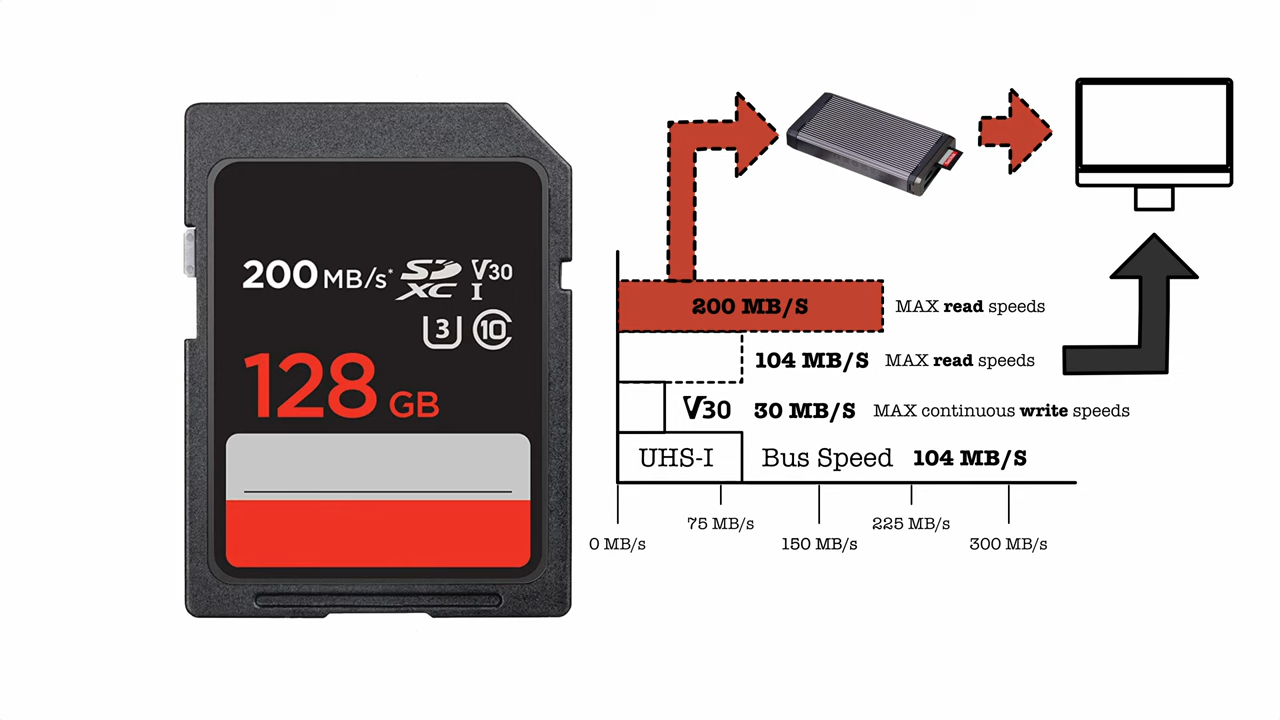 200 MB/s* SD XC V30 I
3 10
128 GB
200 MB/S MAX read speeds
104 MB/S MAX read speeds
V30 30 MB/S MAX continuous write speeds
UHS-I Bus Speed 104 MB/S
75 MB/s 225 MB/s
0 MB/s 150 MB/s 300 MB/s